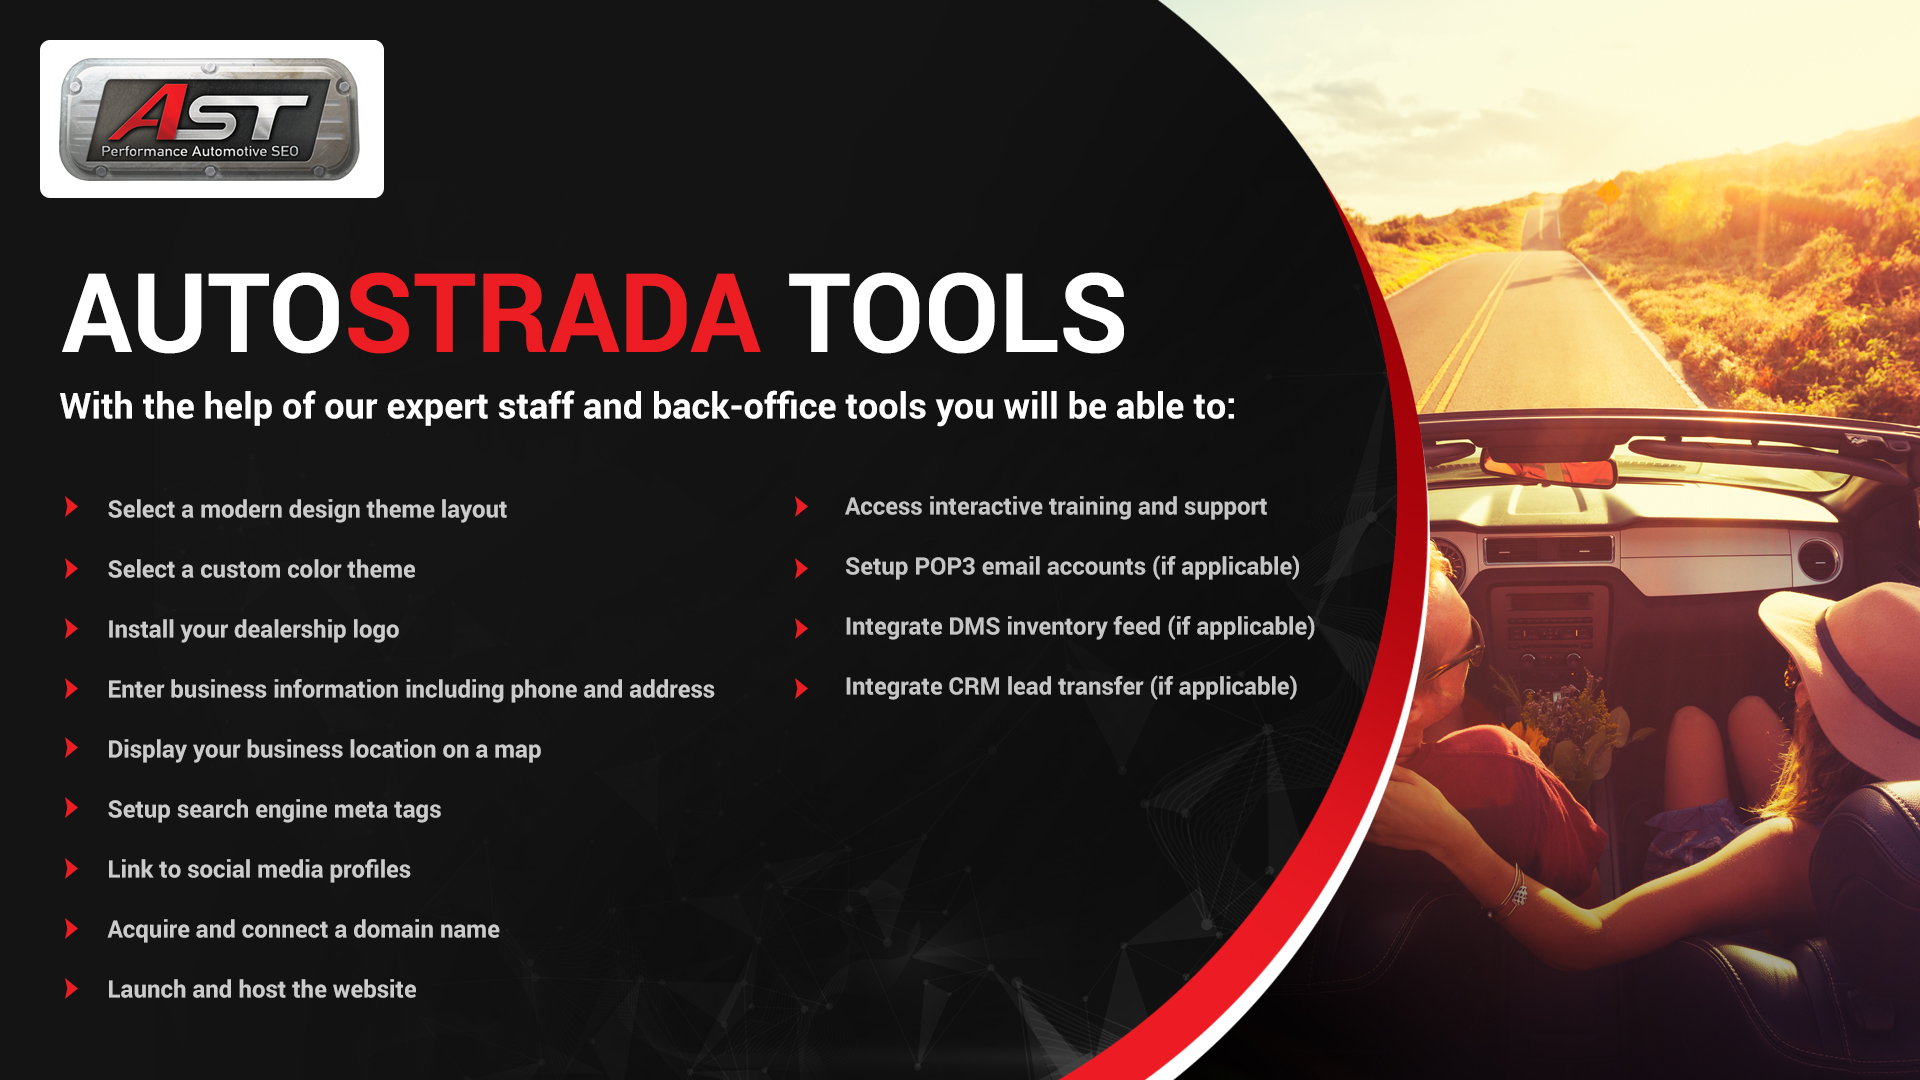 AST
Performance Automotive SEO
AUTOSTRADA TOOLS
With the help of our expert staff and back-office tools you will be able to:
Select a modern design theme layout
Select a custom color theme
Install your dealership logo
Enter business information including phone and address
Display your business location on a map
Setup search engine meta tags
Link to social media profiles
Acquire and connect a domain name
Launch and host the website
Access interactive training and support
Setup POP3 email accounts (if applicable)
Integrate DMS inventory feed (if applicable)
Integrate CRM lead transfer (if applicable)